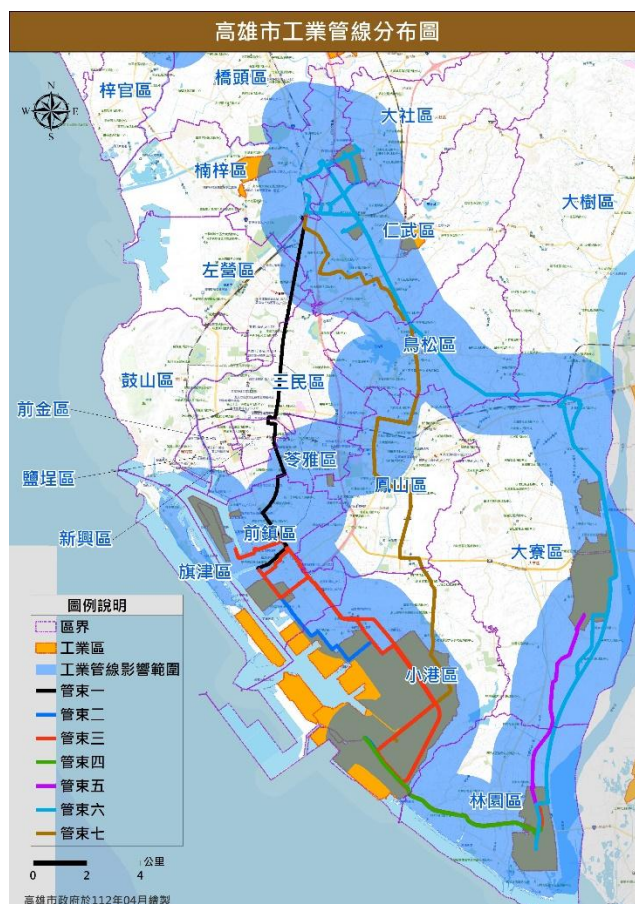 高雄市工業管線分布圖
橋頭區
梓官區
N
W E
S
大社區
楠梓區
大樹區
仁武區
左營區
鳥松區
鼓山區
三民區
前金區
苓雅區
鹽埕區
鳳山區
新興區
前鎮區
大寮區
旗津區
圖例說明
區界
工業區
工業管線影響範圍
管束一
管束二
管束三
管束四
管束五
管束六
管束七
小港區
林園區
公里
0 2 4
高雄市政府於112年04月繪製